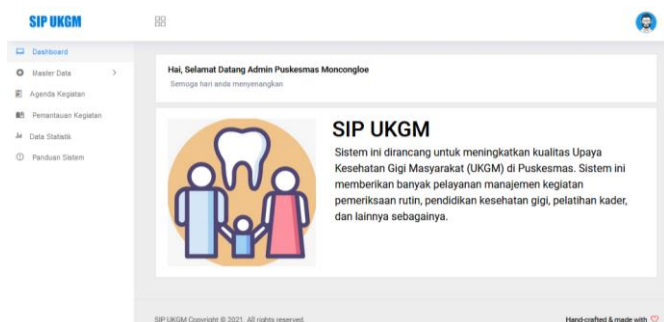 SIP UKGM
Dashboard
Master Data
Agenda Kegiatan
Pemantauan Kegiatan
Data Statistik
Panduan Sistem
Hai, Selamat Datang Admin Puskesmas Moncongloe
Semoga hari anda menyenangkan
SIP UKGM
Sistem ini dirancang untuk meningkatkan kualitas Upaya
Kesehatan Gigi Masyarakat (UKGM) di Puskesmas. Sistem ini
memberikan banyak pelayanan manajemen kegiatan
pemeriksaan rutin, pendidikan kesehatan gigi, pelatihan kader,
dan lainnya sebagainya.
SIP UKGM Copyright © 2021. All rights reserved.
Hand-crafted & made with